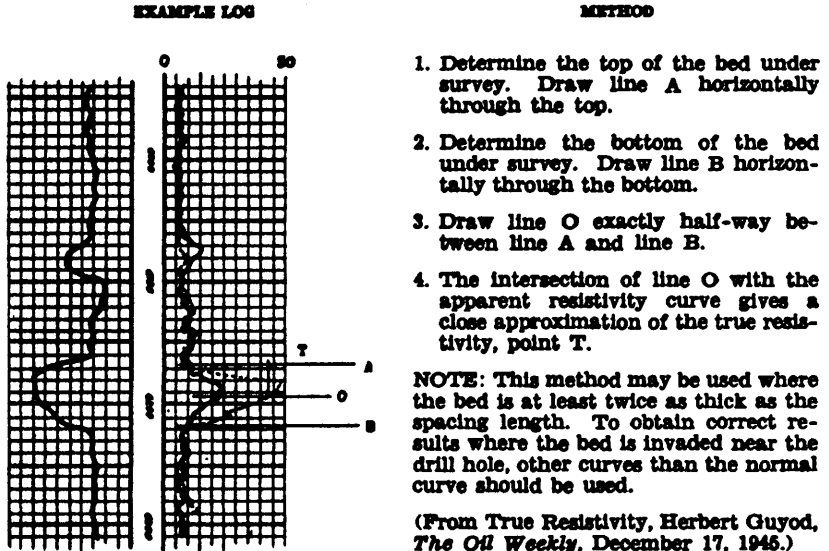 EXAMPLE LOG
METHOD
0 50
1. Determine the top of the bed under
survey. Draw line A horizontally
through the top.
2. Determine the bottom of the bed
under survey. Draw line B horizon-
tally through the bottom.
3. Draw line O exactly half-way be-
tween line A and line B.
4. The intersection of line O with the
apparent resistivity curve gives a
close approximation of the true resis-
tivity, point T.
T
A
O
B
NOTE: This method may be used where
the bed is at least twice as thick as the
spacing length. To obtain correct re-
sults where the bed is invaded near the
drill hole, other curves than the normal
curve should be used.
(From True Resistivity, Herbert Guyod,
The Oil Weekly, December 17, 1945.)